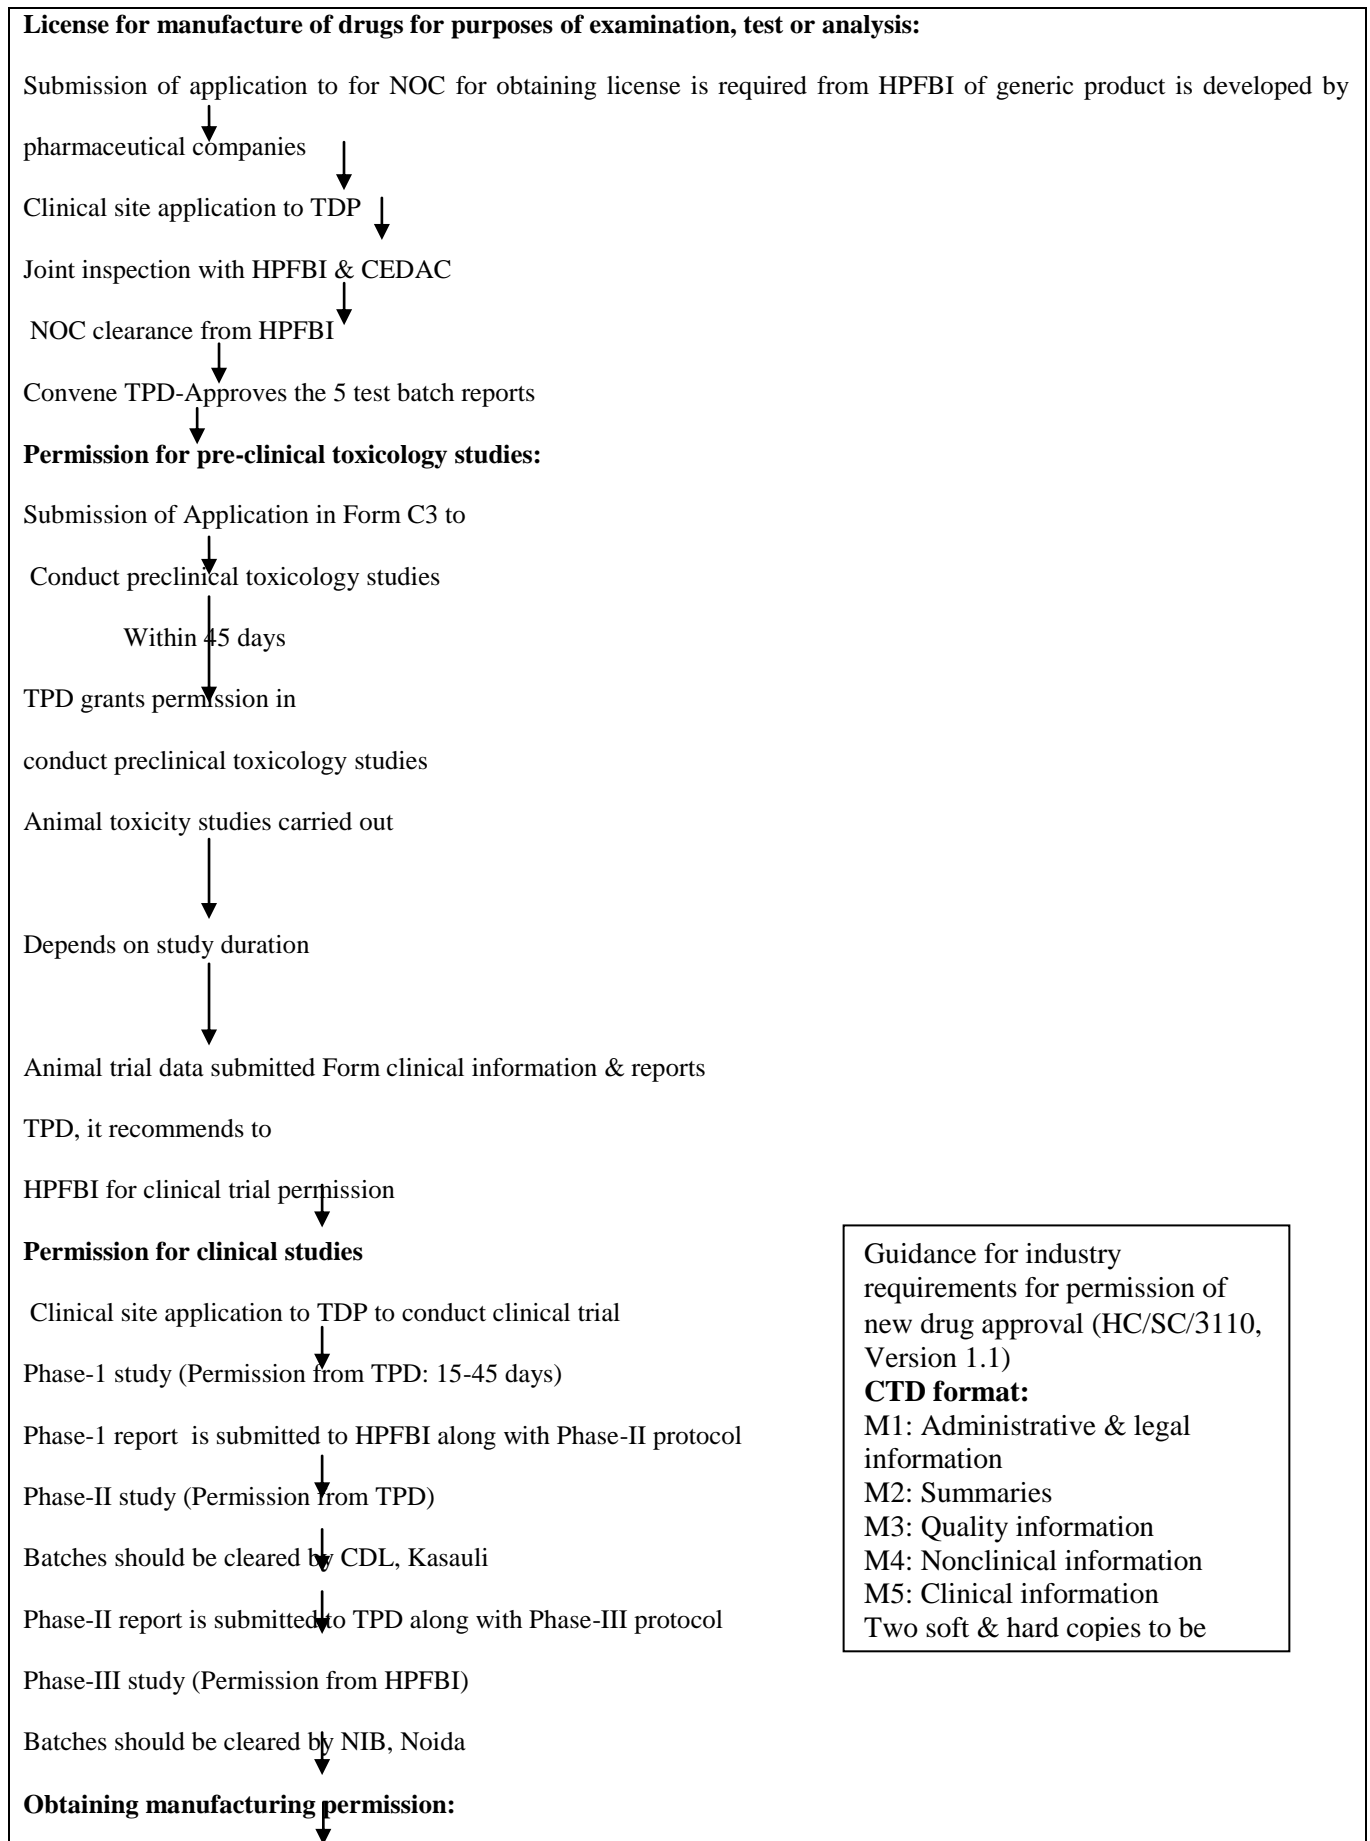 License for manufacture of drugs for purposes of examination, test or analysis:
Submission of application to for NOC for obtaining license is required from HPFBI of generic product is developed by
pharmaceutical companies
Clinical site application to TDP
Joint inspection with HPFBI & CEDAC
NOC clearance from HPFBI
Convene TPD-Approves the 5 test batch reports
Permission for pre-clinical toxicology studies:
Submission of Application in Form C3 to
Conduct preclinical toxicology studies
Within 45 days
TPD grants permission in
conduct preclinical toxicology studies
Animal toxicity studies carried out
Depends on study duration
Animal trial data submitted Form clinical information & reports
TPD, it recommends to
HPFBI for clinical trial permission
Permission for clinical studies
Clinical site application to TDP to conduct clinical trial
Phase-1 study (Permission from TPD: 15-45 days)
Phase-1 report is submitted to HPFBI along with Phase-II protocol
Phase-II study (Permission from TPD)
Batches should be cleared by CDL, Kasauli
Phase-II report is submitted to TPD along with Phase-III protocol
Phase-III study (Permission from HPFBI)
Batches should be cleared by NIB, Noida
Obtaining manufacturing permission:
Guidance for industry
requirements for permission of
new drug approval (HC/SC/3110,
Version 1.1)
CTD format:
M1: Administrative & legal
information
M2: Summaries
M3: Quality information
M4: Nonclinical information
M5: Clinical information
Two soft & hard copies to be